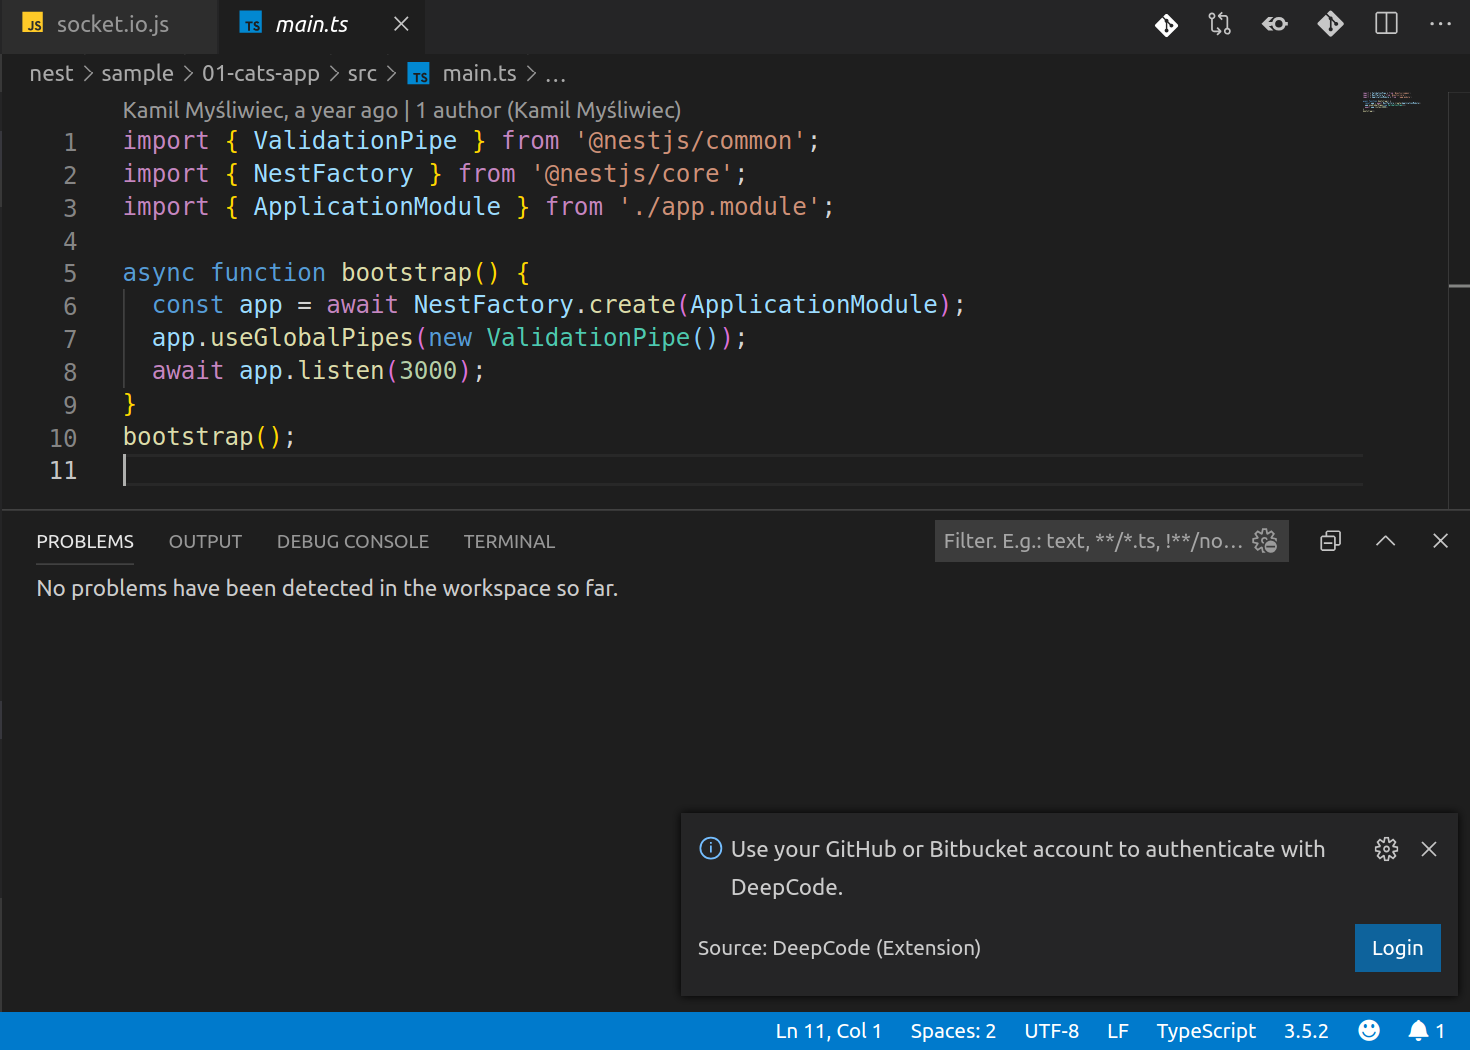 JS socket.io.js TS main.ts
nest > sample > 01-cats-app > src > TS main.ts > ...
Kamil Myśliwiec, a year ago | 1 author (Kamil Myśliwiec)
1 import { ValidationPipe } from '@nestjs/common';
2 import { NestFactory } from '@nestjs/core';
3 import { ApplicationModule } from './app.module';
4
5 async function bootstrap() {
6   const app = await NestFactory.create(ApplicationModule);
7   app.useGlobalPipes(new ValidationPipe());
8   await app.listen(3000);
9 }
10 bootstrap();
11
PROBLEMS OUTPUT DEBUG CONSOLE TERMINAL Filter. E.g.: text, **/*.ts, !**/no...
No problems have been detected in the workspace so far.
Use your GitHub or Bitbucket account to authenticate with
DeepCode.
Source: DeepCode (Extension) Login
Ln 11, Col 1 Spaces: 2 UTF-8 LF TypeScript 3.5.2 1